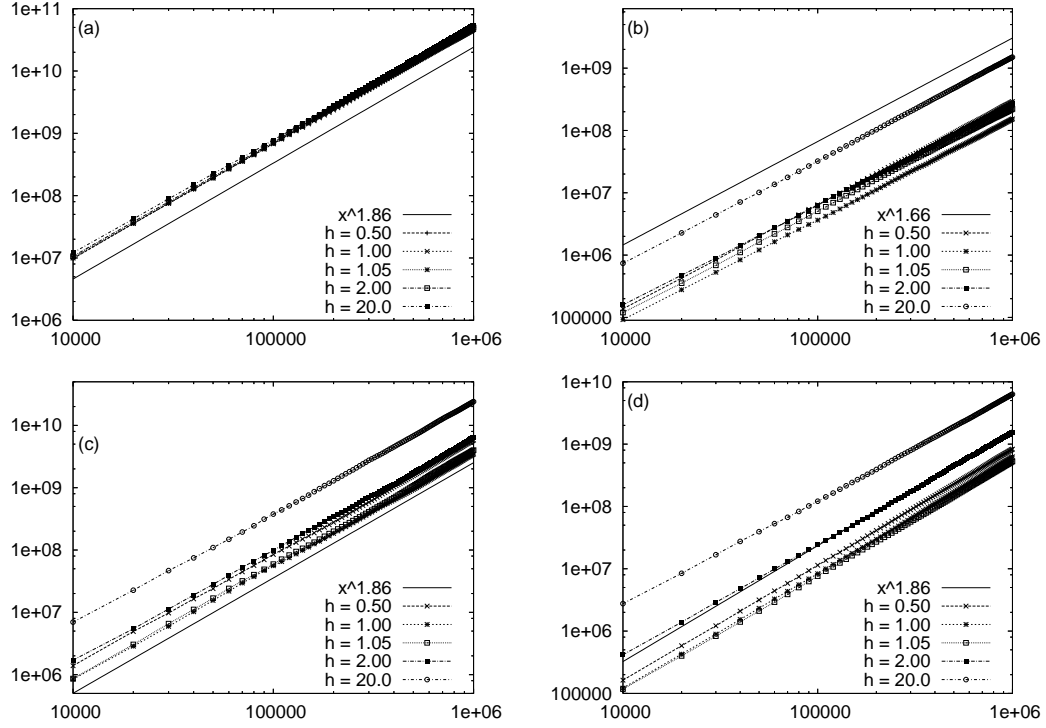 (a)
1e+11
1e+10
1e+09
1e+08
1e+07
1e+06
10000
100000
1e+06
x^1.86
h = 0.50
h = 1.00
h = 1.05
h = 2.00
h = 20.0
(b)
1e+09
1e+08
1e+07
1e+06
100000
10000
100000
1e+06
x^1.66
h = 0.50
h = 1.00
h = 1.05
h = 2.00
h = 20.0
(c)
1e+10
1e+09
1e+08
1e+07
1e+06
10000
100000
1e+06
x^1.86
h = 0.50
h = 1.00
h = 1.05
h = 2.00
h = 20.0
(d)
1e+10
1e+09
1e+08
1e+07
1e+06
100000
10000
100000
1e+06
x^1.86
h = 0.50
h = 1.00
h = 1.05
h = 2.00
h = 20.0